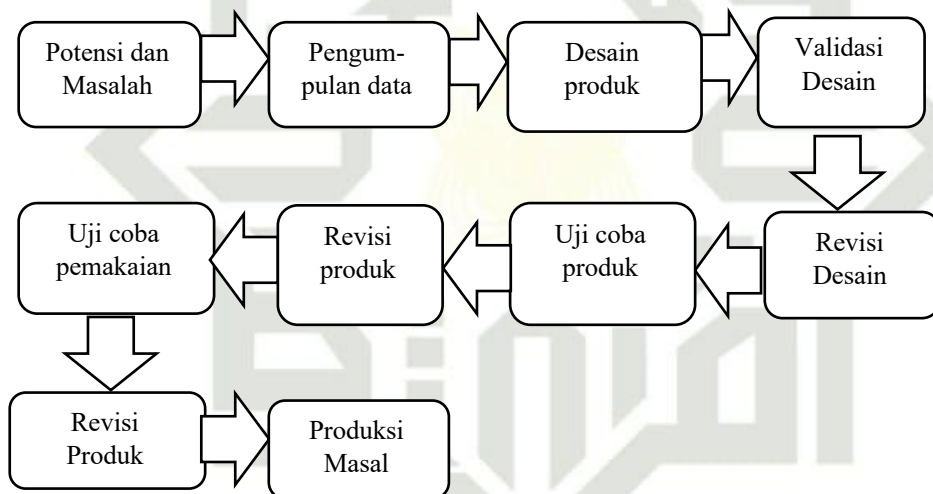 Potensi dan
Masalah
Pengum-
pulan data
Desain
produk
Validasi
Desain
Revisi
Desain
Uji coba
produk
Revisi
produk
Uji coba
pemakaian
Revisi
Produk
Produksi
Masal